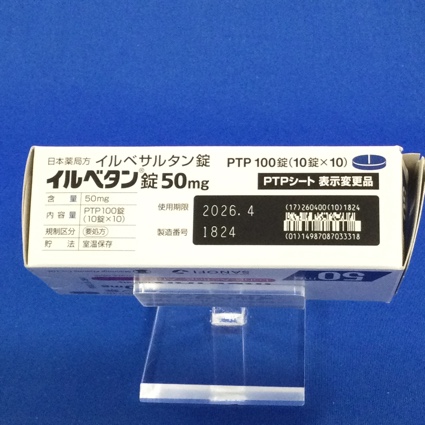 日本薬局方 イルベサルタン錠
イルベタン®錠50mg
PTP 100錠(10錠×10)
PTPシート 表示変更品
含量 50mg
内容量 PTP100錠
(10錠×10)
規制区分 要処方
貯法 室温保存
使用期限 2026.4
製造番号 1824
(17)260400(10)1824
(01)14987087033318
SANOFI
50